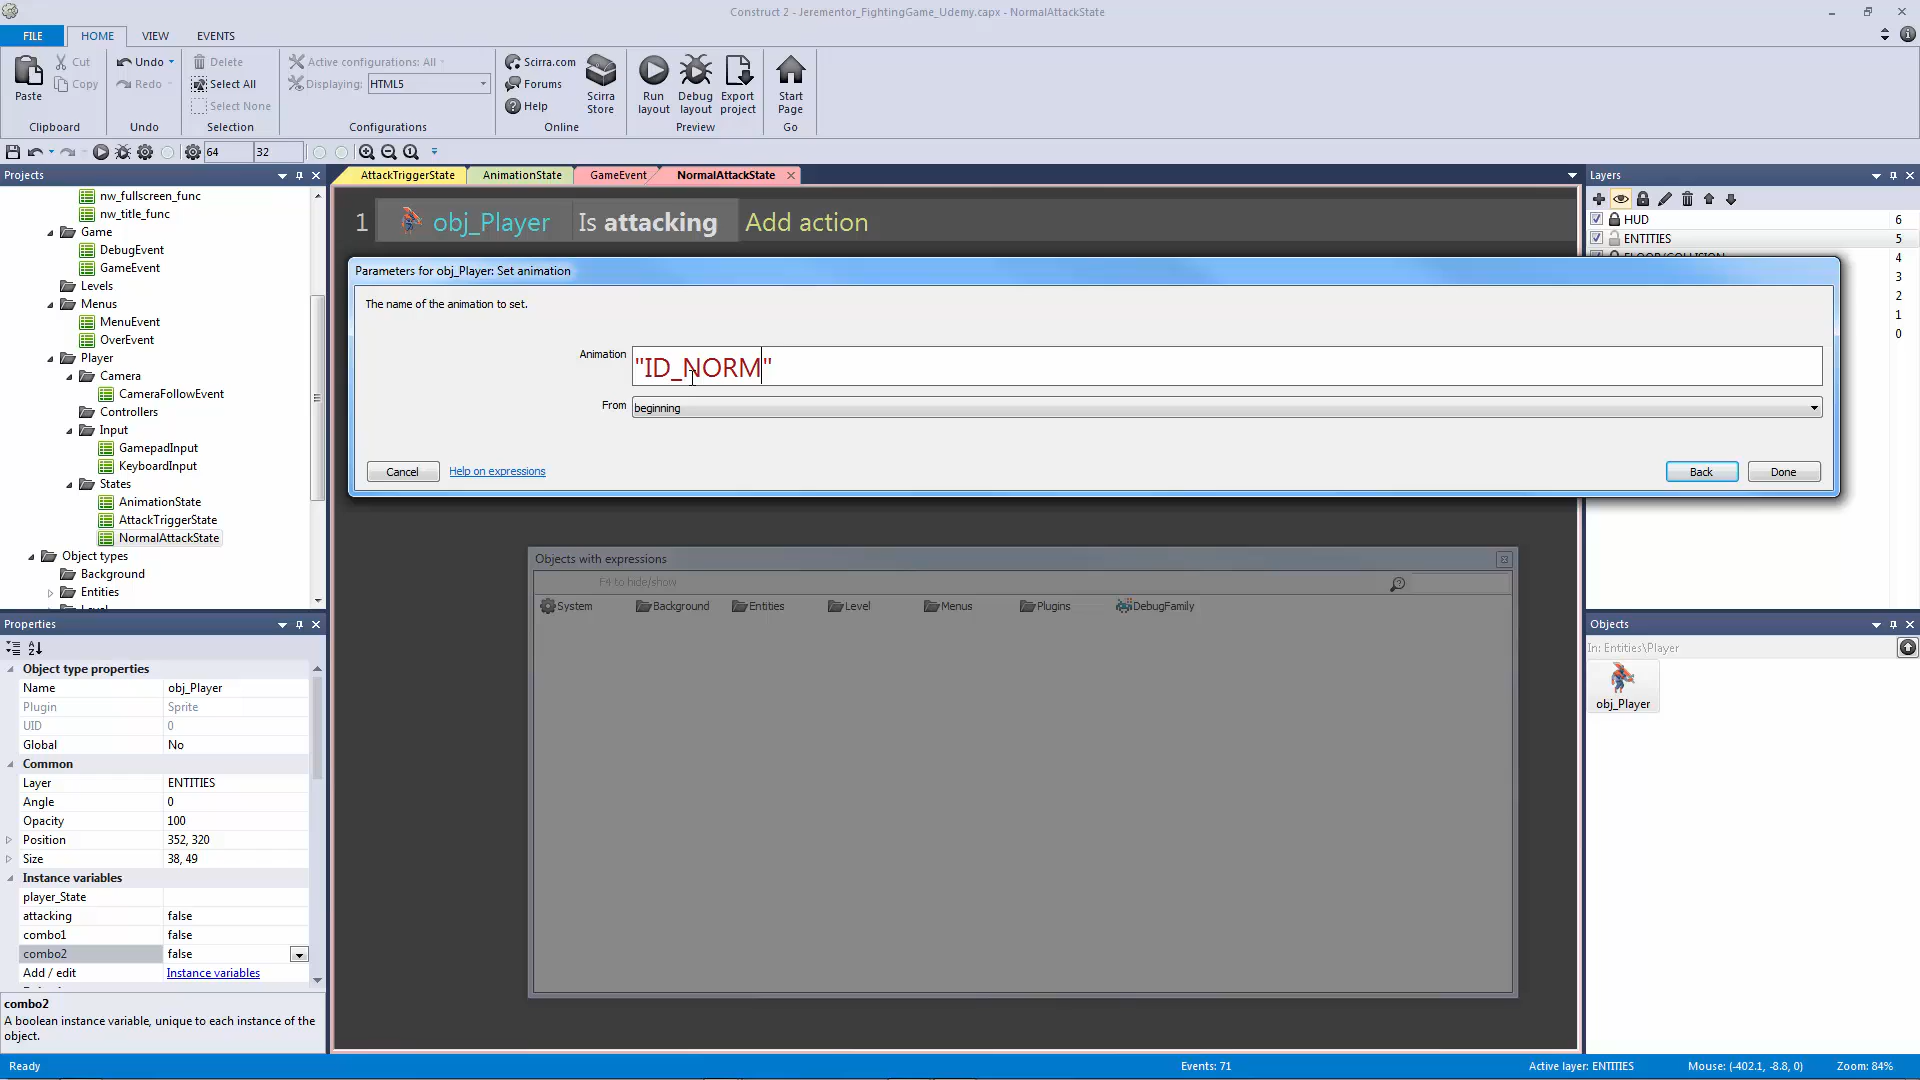 Construct 2 - Jerementor_FightingGame_Udemy.capx - NormalAttackState
FILE HOME VIEW EVENTS
Paste
Cut
Copy
Clipboard
Undo
Redo
Undo
Delete
Select All
Select None
Selection
Active configurations: All
Displaying: HTML5
Configurations
Scirra.com
Forums
Help
Scirra Store
Online
Run layout
Debug layout
Export project
Preview
Start Page
Go
64 32
Projects
nw_fullscreen_func
nw_title_func
Game
DebugEvent
GameEvent
Levels
Menus
MenuEvent
OverEvent
Player
Camera
CameraFollowEvent
Controllers
Input
GamepadInput
KeyboardInput
States
AnimationState
AttackTriggerState
NormalAttackState
Object types
Background
Entities
Properties
Object type properties
Name obj_Player
Plugin Sprite
UID 0
Global No
Common
Layer ENTITIES
Angle 0
Opacity 100
Position 352, 320
Size 38, 49
Instance variables
player_State
attacking false
combo1 false
combo2 false
Add / edit Instance variables
combo2
A boolean instance variable, unique to each instance of the
object.
AttackTriggerState AnimationState GameEvent NormalAttackState
1 obj_Player Is attacking Add action
Parameters for obj_Player: Set animation
The name of the animation to set.
Animation "ID_NORM"
From beginning
Cancel Help on expressions Back Done
Objects with expressions
F4 to hide/show
System Background Entities Level Menus Plugins DebugFamily
Layers
HUD 6
ENTITIES 5
FLOOR/COLLISION 4
3
2
1
0
Objects
In: Entities\Player
obj_Player
Ready Events: 71 Active layer: ENTITIES Mouse: (-402.1, -8.8, 0) Zoom: 84%